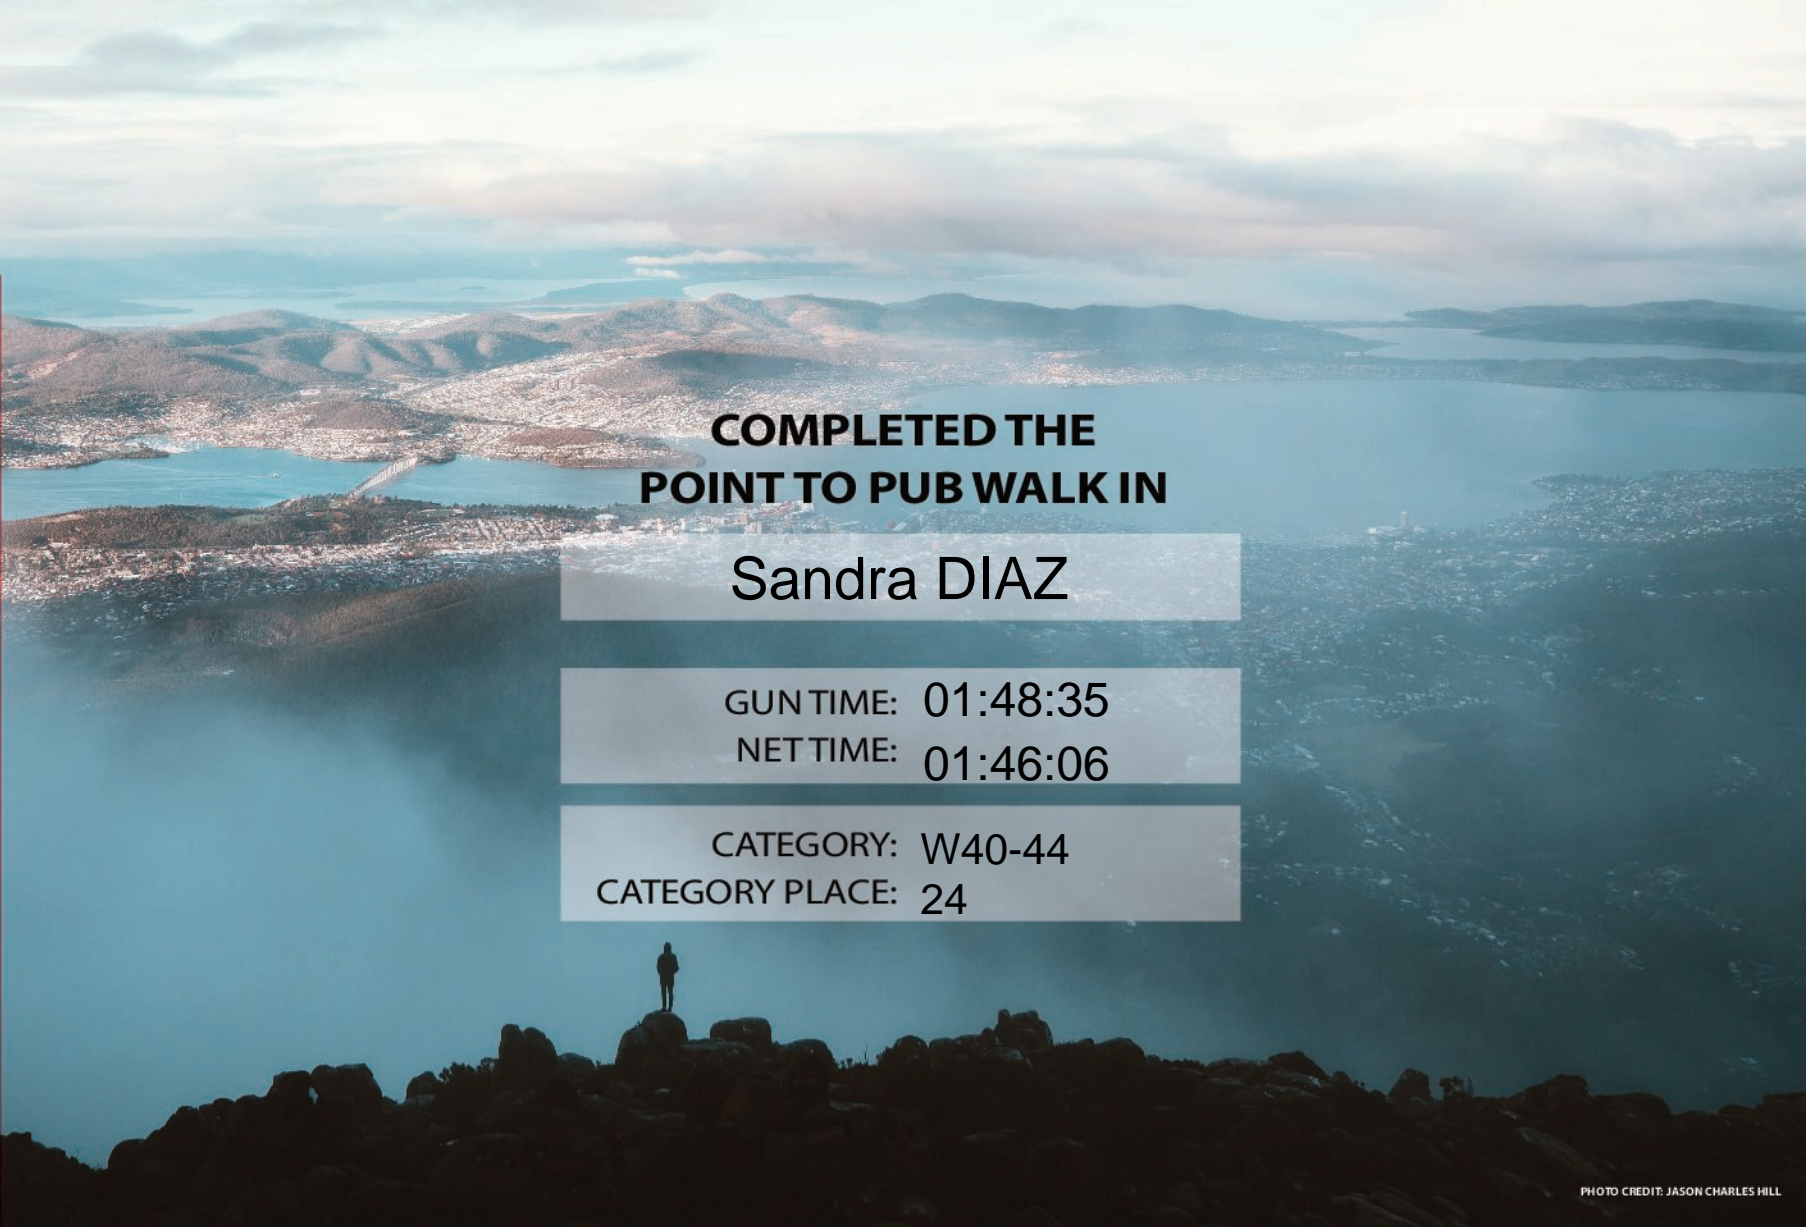 COMPLETED THE
POINT TO PUB WALK IN
Sandra DIAZ
GUN TIME: 01:48:35
NET TIME: 01:46:06
CATEGORY: W40-44
CATEGORY PLACE: 24
PHOTO CREDIT: JASON CHARLES HILL